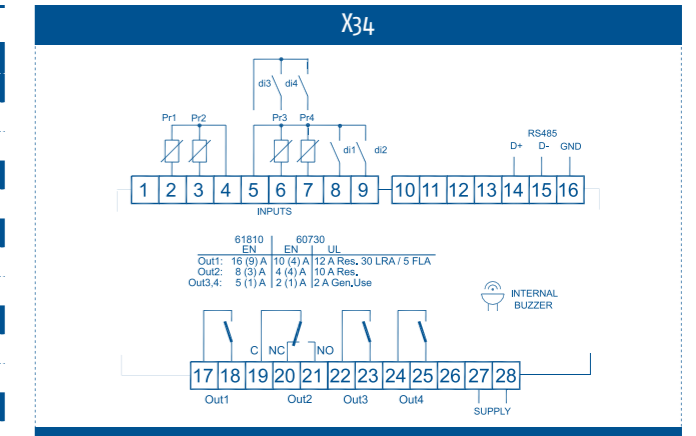 X34
di3 di4
Pr1 Pr2 Pr3 Pr4
di1 di2
RS485
D+ D- GND
1 2 3 4 5 6 7 8 9 10 11 12 13 14 15 16
INPUTS
61810 60730
EN EN UL
Out1: 16 (9) A 10 (4) A 12 A Res. 30 LRA / 5 FLA
Out2: 8 (3) A 4 (4) A 10 A Res.
Out3,4: 5 (1) A 2 (1) A 2 A Gen.Use
INTERNAL
BUZZER
C NC NO
17 18 19 20 21 22 23 24 25 26 27 28
Out1 Out2 Out3 Out4
SUPPLY